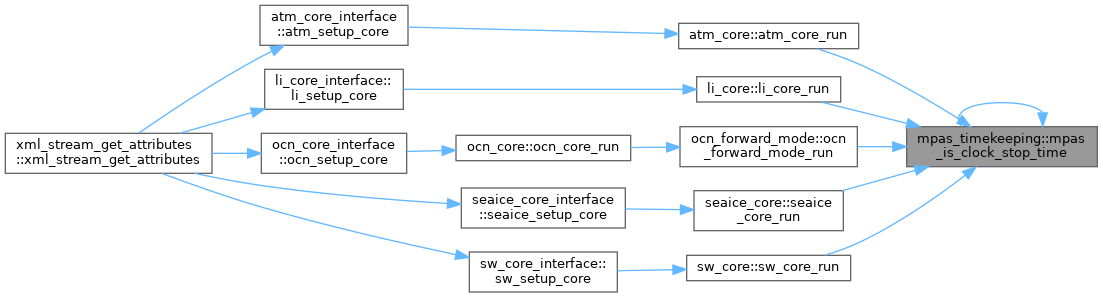 atm_core_interface
::atm_setup_core
atm_core::atm_core_run
li_core_interface::
li_setup_core
li_core::li_core_run
xml_stream_get_attributes
::xml_stream_get_attributes
ocn_core_interface
::ocn_setup_core
ocn_core::ocn_core_run
ocn_forward_mode::ocn
_forward_mode_run
mpas_timekeeping::mpas
_is_clock_stop_time
seaice_core_interface
::seaice_setup_core
seaice_core::seaice
_core_run
sw_core_interface::
sw_setup_core
sw_core::sw_core_run